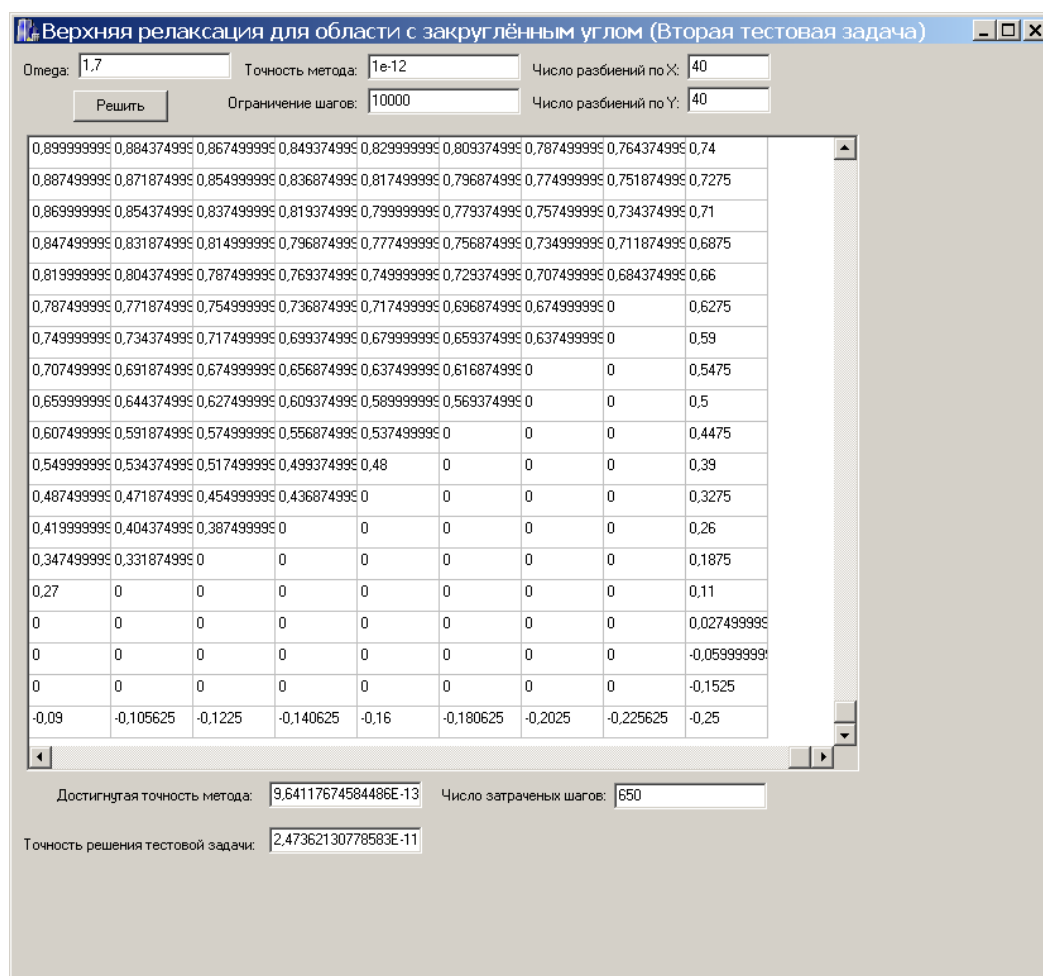 Верхняя релаксация для области с закруглённым углом (Вторая тестовая задача)
Omega: 1,7 Точность метода: 1e-12 Число разбиений по X: 40
Решить Ограничение шагов: 10000 Число разбиений по Y: 40
0,899999999 0,884374999 0,867499999 0,849374999 0,829999999 0,809374999 0,787499999 0,764374999 0,74
0,887499999 0,871874999 0,854999999 0,836874999 0,817499999 0,796874999 0,774999999 0,751874999 0,7275
0,869999999 0,854374999 0,837499999 0,819374999 0,799999999 0,779374999 0,757499999 0,734374999 0,71
0,847499999 0,831874999 0,814999999 0,796874999 0,777499999 0,756874999 0,734999999 0,711874999 0,6875
0,819999999 0,804374999 0,787499999 0,769374999 0,749999999 0,729374999 0,707499999 0,684374999 0,66
0,787499999 0,771874999 0,754999999 0,736874999 0,717499999 0,696874999 0,674999999 0 0,6275
0,749999999 0,734374999 0,717499999 0,699374999 0,679999999 0,659374999 0,637499999 0 0,59
0,707499999 0,691874999 0,674999999 0,656874999 0,637499999 0,616874999 0 0 0,5475
0,659999999 0,644374999 0,627499999 0,609374999 0,589999999 0,569374999 0 0 0,5
0,607499999 0,591874999 0,574999999 0,556874999 0,537499999 0 0 0 0,4475
0,549999999 0,534374999 0,517499999 0,499374999 0,48 0 0 0 0,39
0,487499999 0,471874999 0,454999999 0,436874999 0 0 0 0 0,3275
0,419999999 0,404374999 0,387499999 0 0 0 0 0 0,26
0,347499999 0,331874999 0 0 0 0 0 0 0,1875
0,27 0 0 0 0 0 0 0 0,11
0 0 0 0 0 0 0 0 0,027499999
0 0 0 0 0 0 0 0 -0,05999999
0 0 0 0 0 0 0 0 -0,1525
-0,09 -0,105625 -0,1225 -0,140625 -0,16 -0,180625 -0,2025 -0,225625 -0,25
Достигнутая точность метода: 9,64117674584486E-13 Число затраченых шагов: 650
Точность решения тестовой задачи: 2,47362130778583E-11